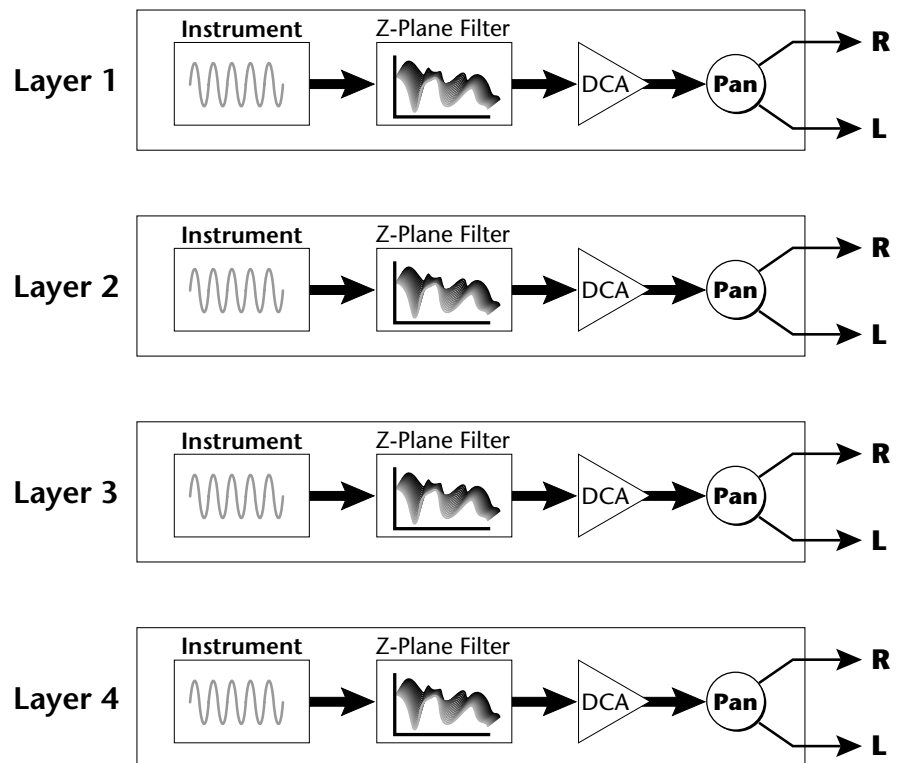 Instrument
Z-Plane Filter
R
Layer 1
DCA
Pan
L
Instrument
Z-Plane Filter
R
Layer 2
DCA
Pan
L
Instrument
Z-Plane Filter
R
Layer 3
DCA
Pan
L
Instrument
Z-Plane Filter
R
Layer 4
DCA
Pan
L